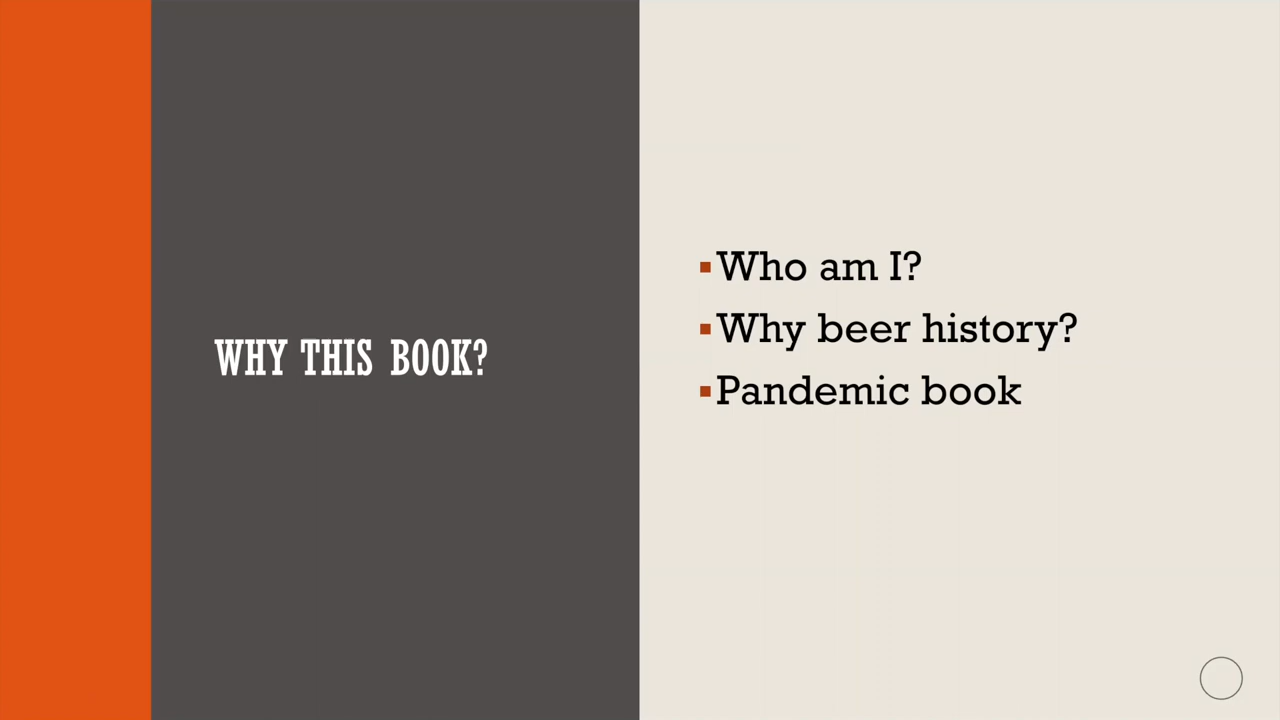 WHY THIS BOOK?
▪Who am I?
▪Why beer history?
▪Pandemic book